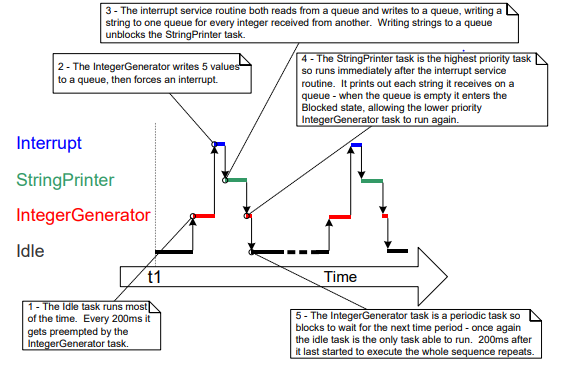 3 - The interrupt service routine both reads from a queue and writes to a queue, writing a
string to one queue for every integer received from another.  Writing strings to a queue
unblocks the StringPrinter task.
2 - The IntegerGenerator writes 5 values
to a queue, then forces an interrupt.
4 - The StringPrinter task is the highest priority task
so runs immediately after the interrupt service
routine.  It prints out each string it receives on a
queue - when the queue is empty it enters the
Blocked state, allowing the lower priority
IntegerGenerator task to run again.
Interrupt
StringPrinter
IntegerGenerator
Idle
t1
Time
1 - The Idle task runs most
of the time.  Every 200ms it
gets preempted by the
IntegerGenerator task.
5 - The IntegerGenerator task is a periodic task so
blocks to wait for the next time period - once again
the idle task is the only task able to run.  200ms after
it last started to execute the whole sequence repeats.